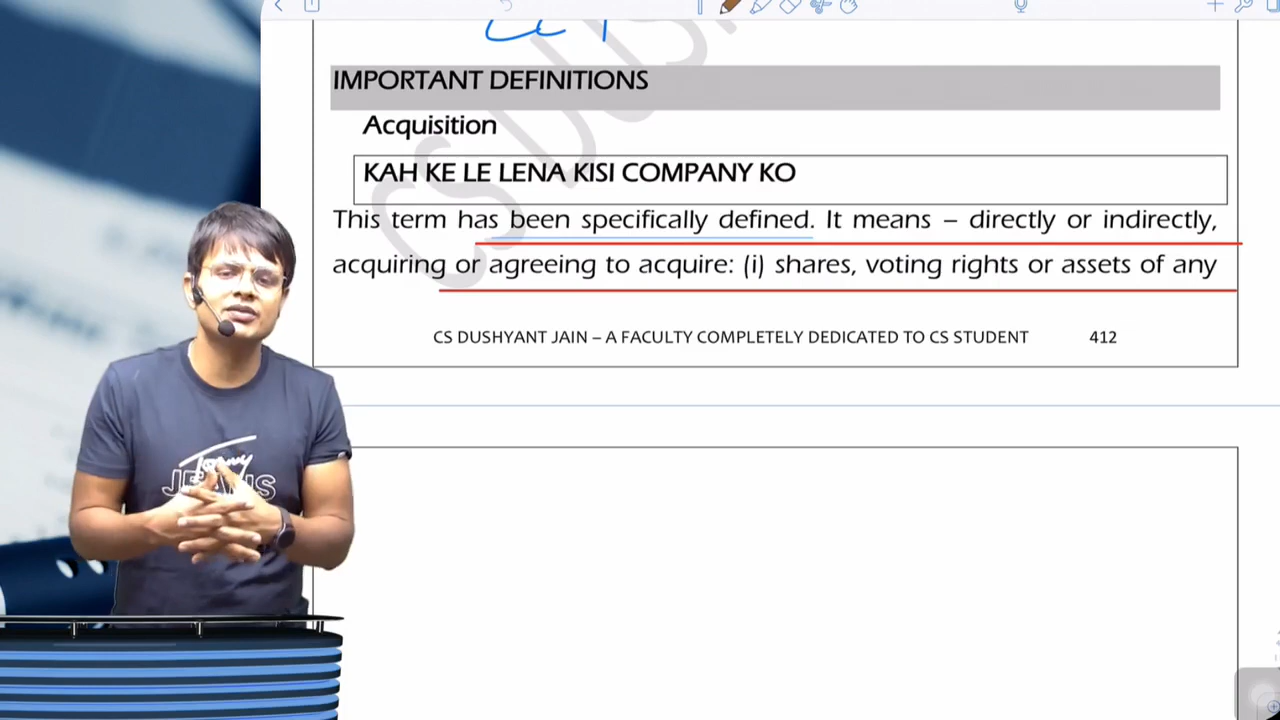 IMPORTANT DEFINITIONS
Acquisition
KAH KE LE LENA KISI COMPANY KO
This term has been specifically defined. It means – directly or indirectly,
acquiring or agreeing to acquire: (i) shares, voting rights or assets of any
CS DUSHYANT JAIN – A FACULTY COMPLETELY DEDICATED TO CS STUDENT 412
JEANS